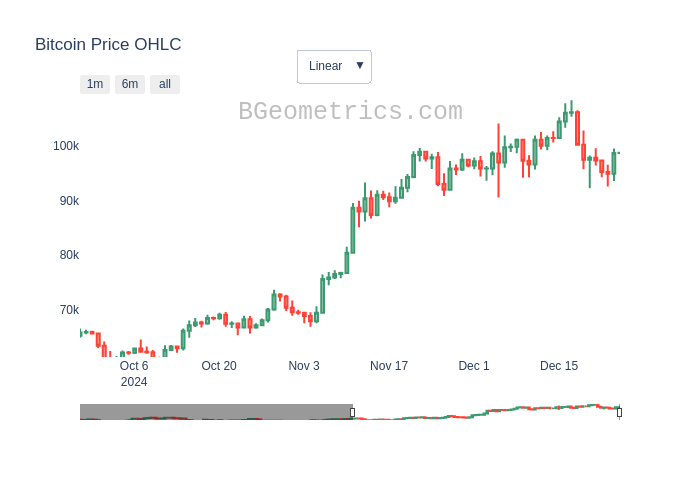 Bitcoin Price OHLC
Linear ▼
1m 6m all
BGeometrics.com
100k
90k
80k
70k
Oct 6 Oct 20 Nov 3 Nov 17 Dec 1 Dec 15
2024